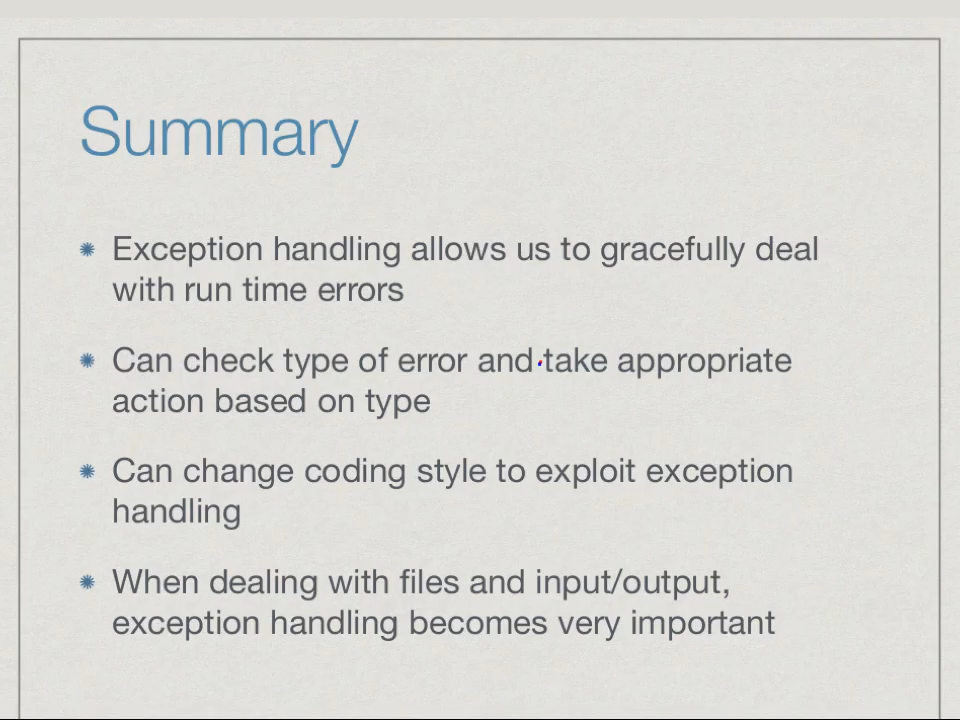 Summary
Exception handling allows us to gracefully deal
with run time errors
Can check type of error and take appropriate
action based on type
Can change coding style to exploit exception
handling
When dealing with files and input/output,
exception handling becomes very important